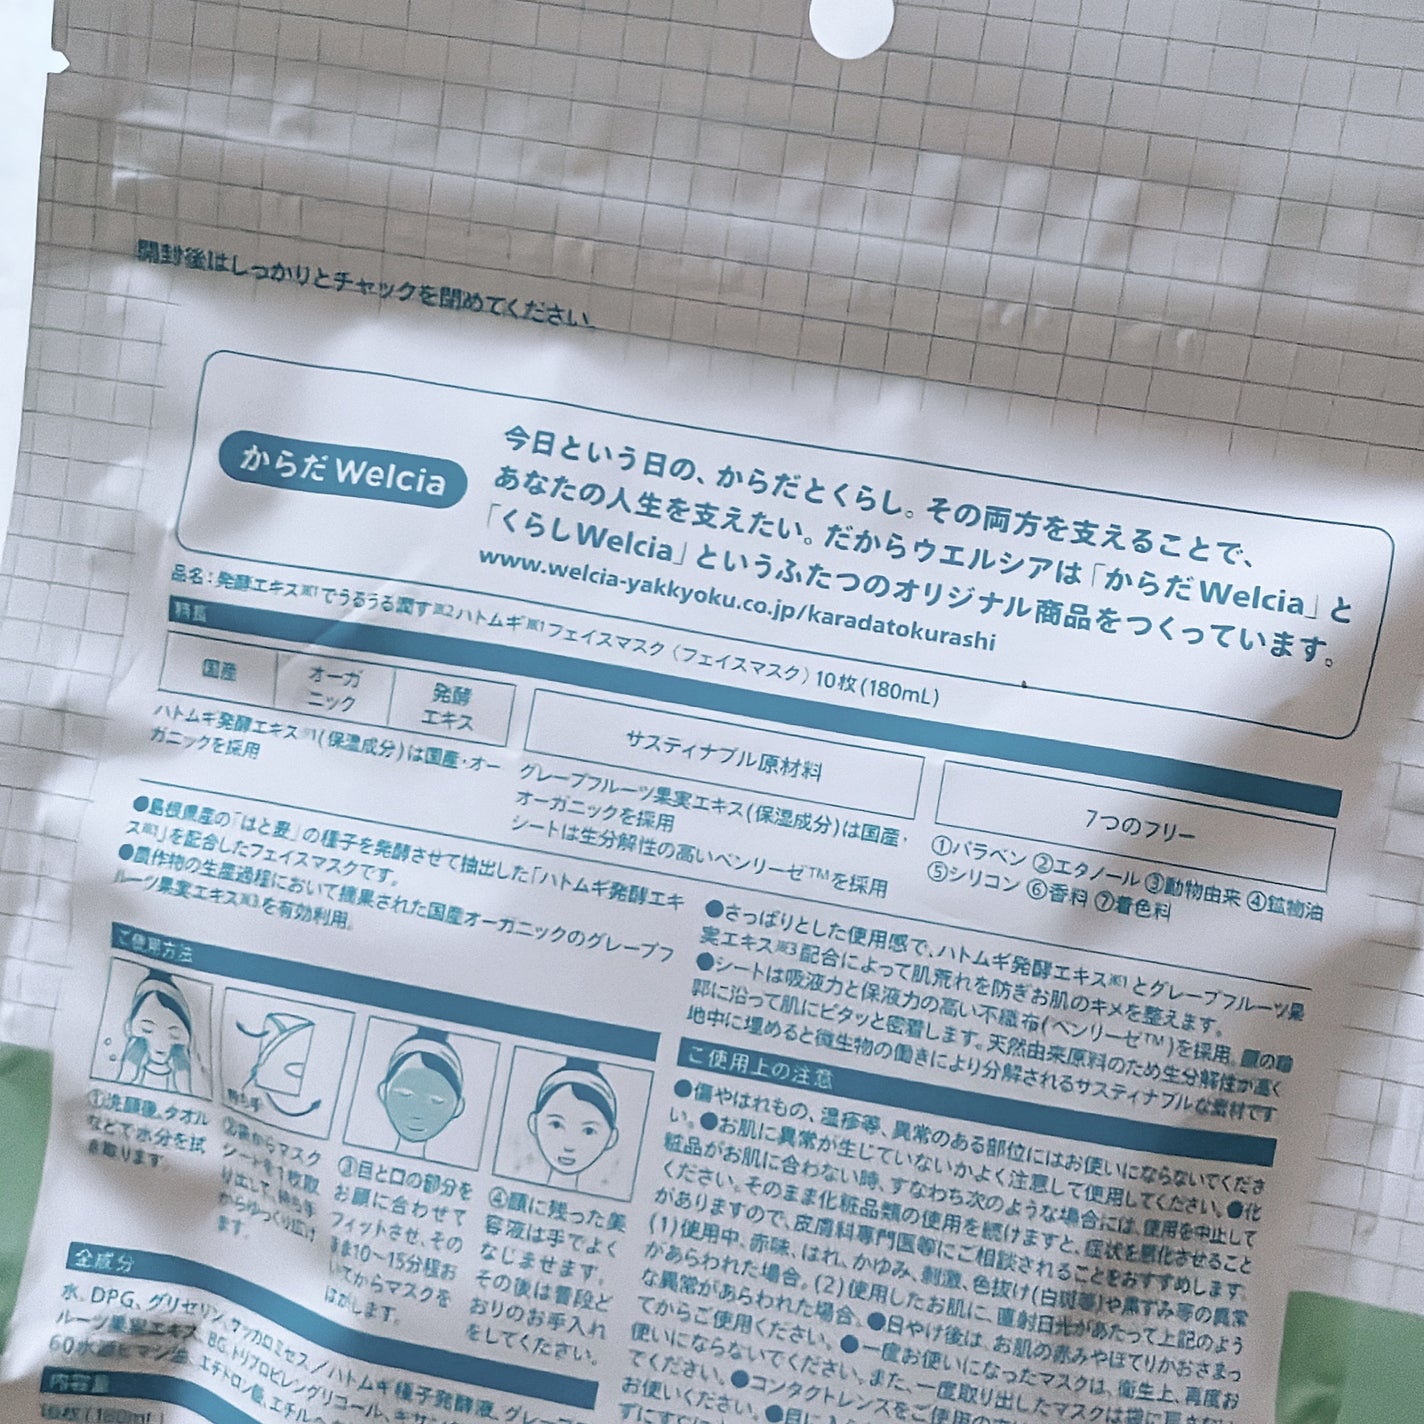 開封後はしっかりとチャックを閉めてください。
からだWelcia
今日という日の、からだとくらし。その両方を支えることで、
あなたの人生を支えたい。だからウエルシアは「からだWelcia」と
「くらしWelcia」というふたつのオリジナル商品をつくっています。
www.welcia-yakkyoku.co.jp/karadatokurashi
品名：発酵エキス※1でうるうる潤す※2ハトムギ※1フェイスマスク（フェイスマスク）10枚(180mL)
特長
国産
オーガ
ニック
発酵
エキス
ハトムギ発酵エキス※1(保湿成分)は国産・オー
ガニックを採用
サスティナブル原材料
グレープフルーツ果実エキス(保湿成分)は国産・
オーガニックを採用
シートは生分解性の高いベンリーゼ™を採用
7つのフリー
①パラベン ②エタノール ③動物由来 ④鉱物油
⑤シリコン ⑥香料 ⑦着色料
●島根県産の「はと麦」の種子を発酵させて抽出した「ハトムギ発酵エキ
ス※1」を配合したフェイスマスクです。
●農作物の生産過程において摘果された国産オーガニックのグレープフ
ルーツ果実エキス※3を有効利用。
●さっぱりとした使用感で、ハトムギ発酵エキス※1とグレープフルーツ果
実エキス※3配合によって肌荒れを防ぎお肌のキメを整えます。
●シートは吸液力と保液力の高い不織布(ベンリーゼ™)を採用。顔の輪
郭に沿って肌にピタッと密着します。天然由来原料のため生分解性が高く
地中に埋めると微生物の働きにより分解されるサスティナブルな素材です
ご使用方法
持ち手
①洗顔後、タオル
などで水分を拭
き取ります。
②袋からマスク
シートを1枚取
り出して、持ち手
からゆっくり広げ
ます。
③目と口の部分を
お顔に合わせて
フィットさせ、その
まま10〜15分程お
いてからマスクを
はがします。
④顔に残った美
容液は手でよく
なじませます。
その後は普段ど
おりのお手入れ
をしてください。
ご使用上の注意
●傷やはれもの、湿疹等、異常のある部位にはお使いにならないでくださ
い。●お肌に異常が生じていないかよく注意して使用してください。●化
粧品がお肌に合わない時、すなわち次のような場合には、使用を中止して
ください。そのまま化粧品類の使用を続けますと、症状を悪化させること
がありますので、皮膚科専門医等にご相談されることをおすすめします。
(1)使用中、赤味、はれ、かゆみ、刺激、色抜け(白斑等)や黒ずみ等の異常
があらわれた場合。(2)使用したお肌に、直射日光があたって上記のよう
な異常があらわれた場合。●日やけ後は、お肌の赤みやほてりがおさまっ
てからご使用ください。●一度お使いになったマスクは、衛生上、再度お
使いにならないでください。また、一度取り出したマスクは袋に戻さ
てください。●コンタクトレンズをご使用の
お使いください。●目に入
全成分
水、DPG、グリセリン、サッカロミセス／ハトムギ種子発酵液、グレープフ
ルーツ果実エキス、BG、トリプロピレングリコール、キサン
60水添ヒマシ油、エチドロン酸、エチルヘ
内容量
10枚(180mL)